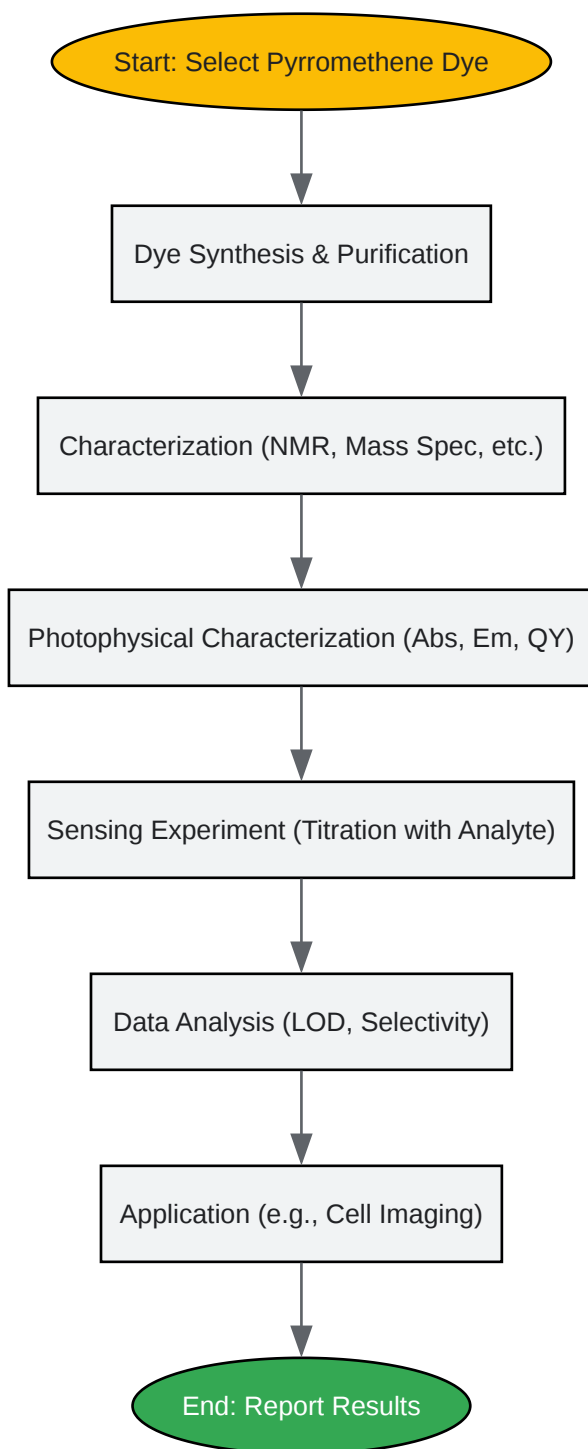 Start: Select Pyrromethene Dye
Dye Synthesis & Purification
Characterization (NMR, Mass Spec, etc.)
Photophysical Characterization (Abs, Em, QY)
Sensing Experiment (Titration with Analyte)
Data Analysis (LOD, Selectivity)
Application (e.g., Cell Imaging)
End: Report Results